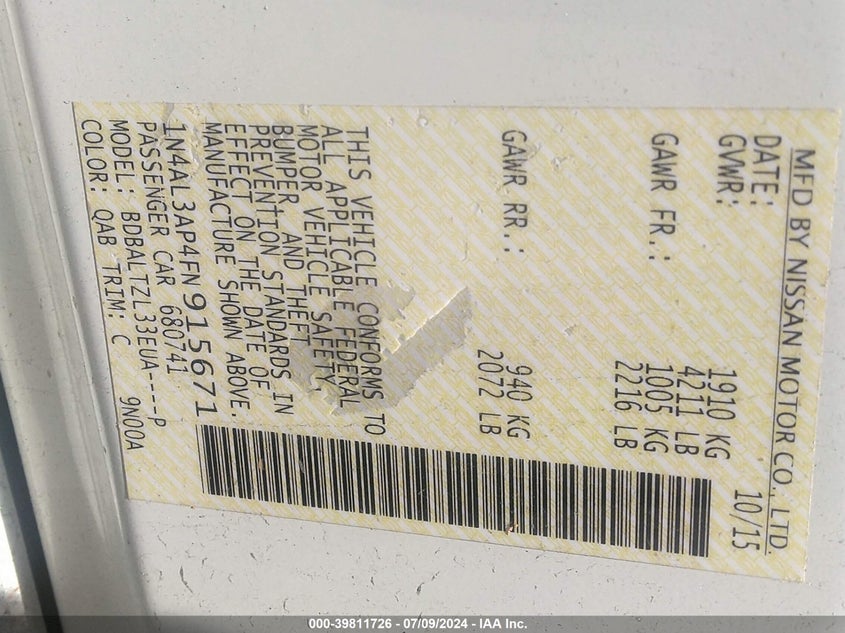 MFD BY NISSAN MOTOR CO., LTD.
DATE: 10/15
GVWR: 1910 KG
4211 LB
GAWR FR.: 1005 KG
2216 LB
GAWR RR.: 940 KG
2072 LB
THIS VEHICLE CONFORMS TO
ALL APPLICABLE FEDERAL
MOTOR VEHICLE SAFETY,
BUMPER, AND THEFT
PREVENTION STANDARDS IN
EFFECT ON THE DATE OF
MANUFACTURE SHOWN ABOVE.
1N4AL3AP4FN915671
PASSENGER CAR 680741
MODEL: BDBALTZL33EUA----P
COLOR: QAB TRIM: C 9N00A
000-39811726 - 07/09/2024 - IAA Inc.